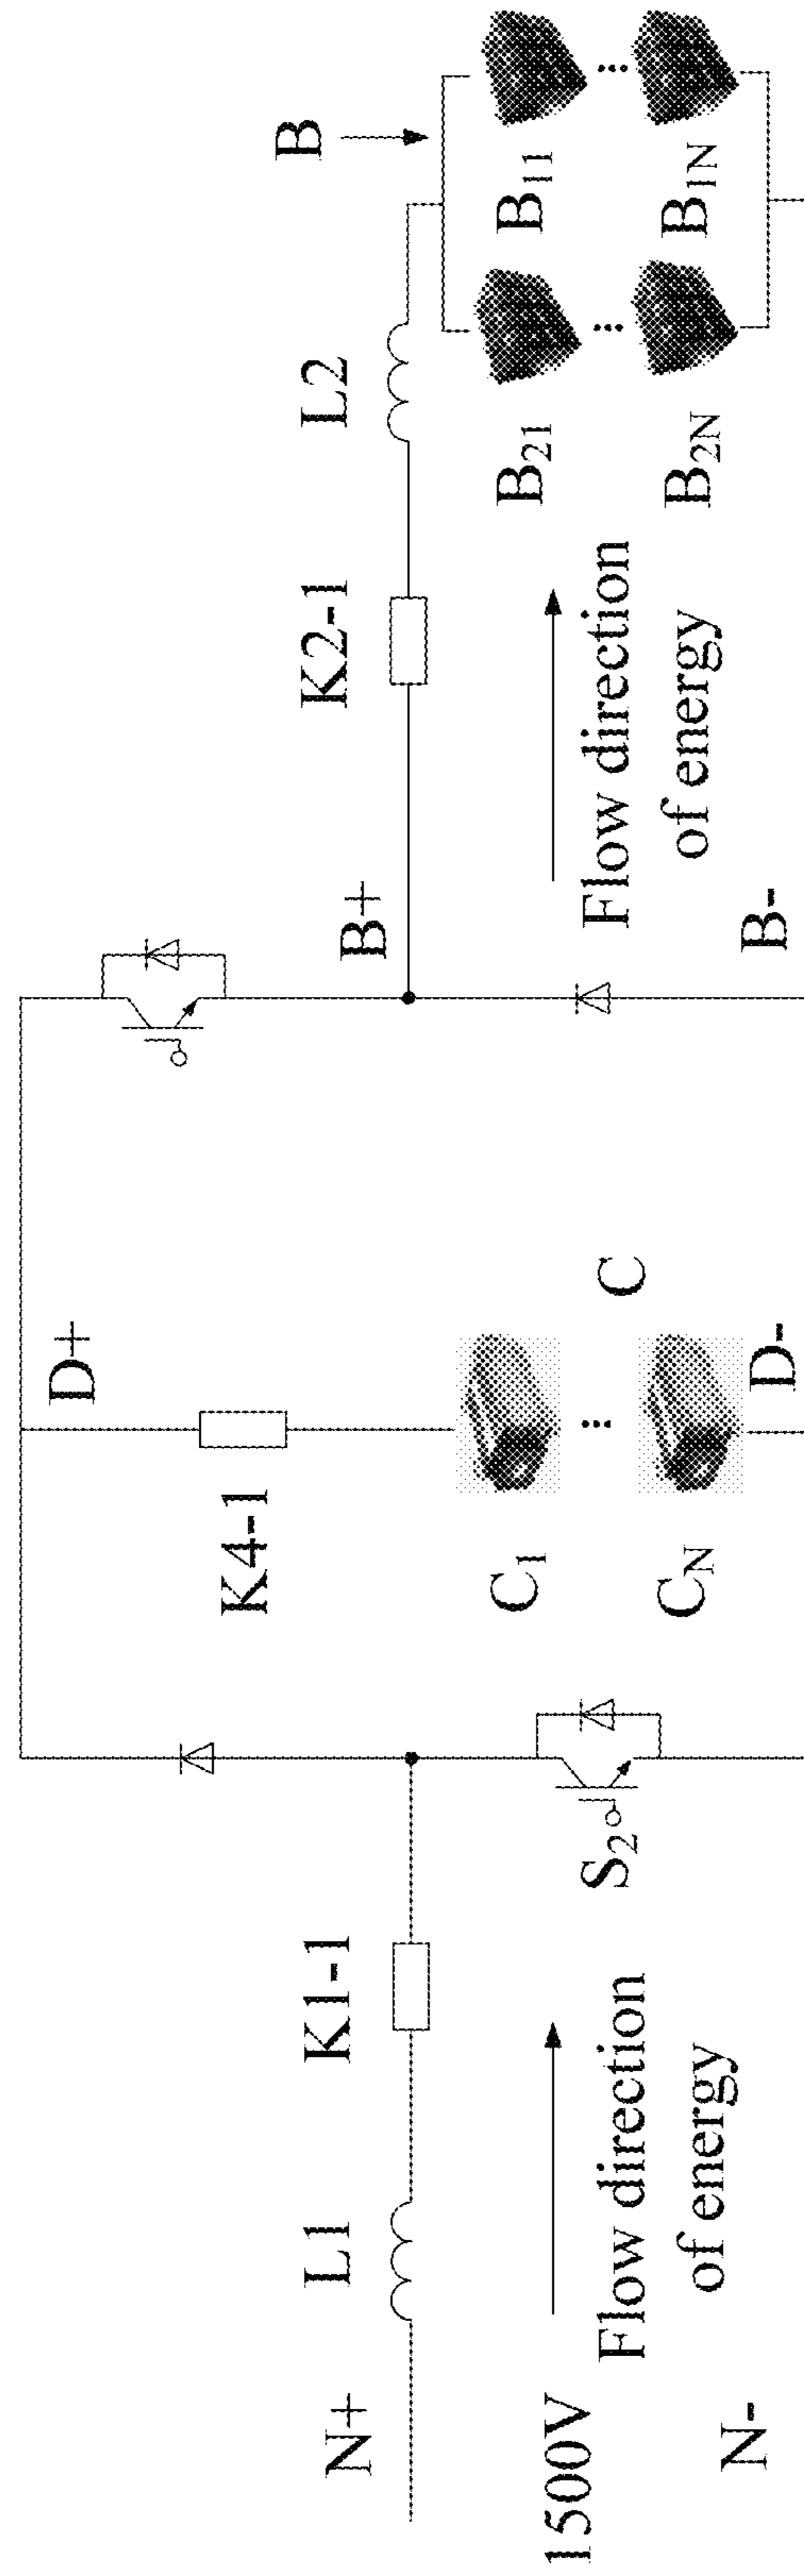 D+
D-
N+
L1
K1-1
K4-1
B+
K2-1
L2
B
1500V
Flow direction
of energy
S2
C1
C
CN
Flow direction
of energy
B21
B11
B2N
B1N
N-
B-